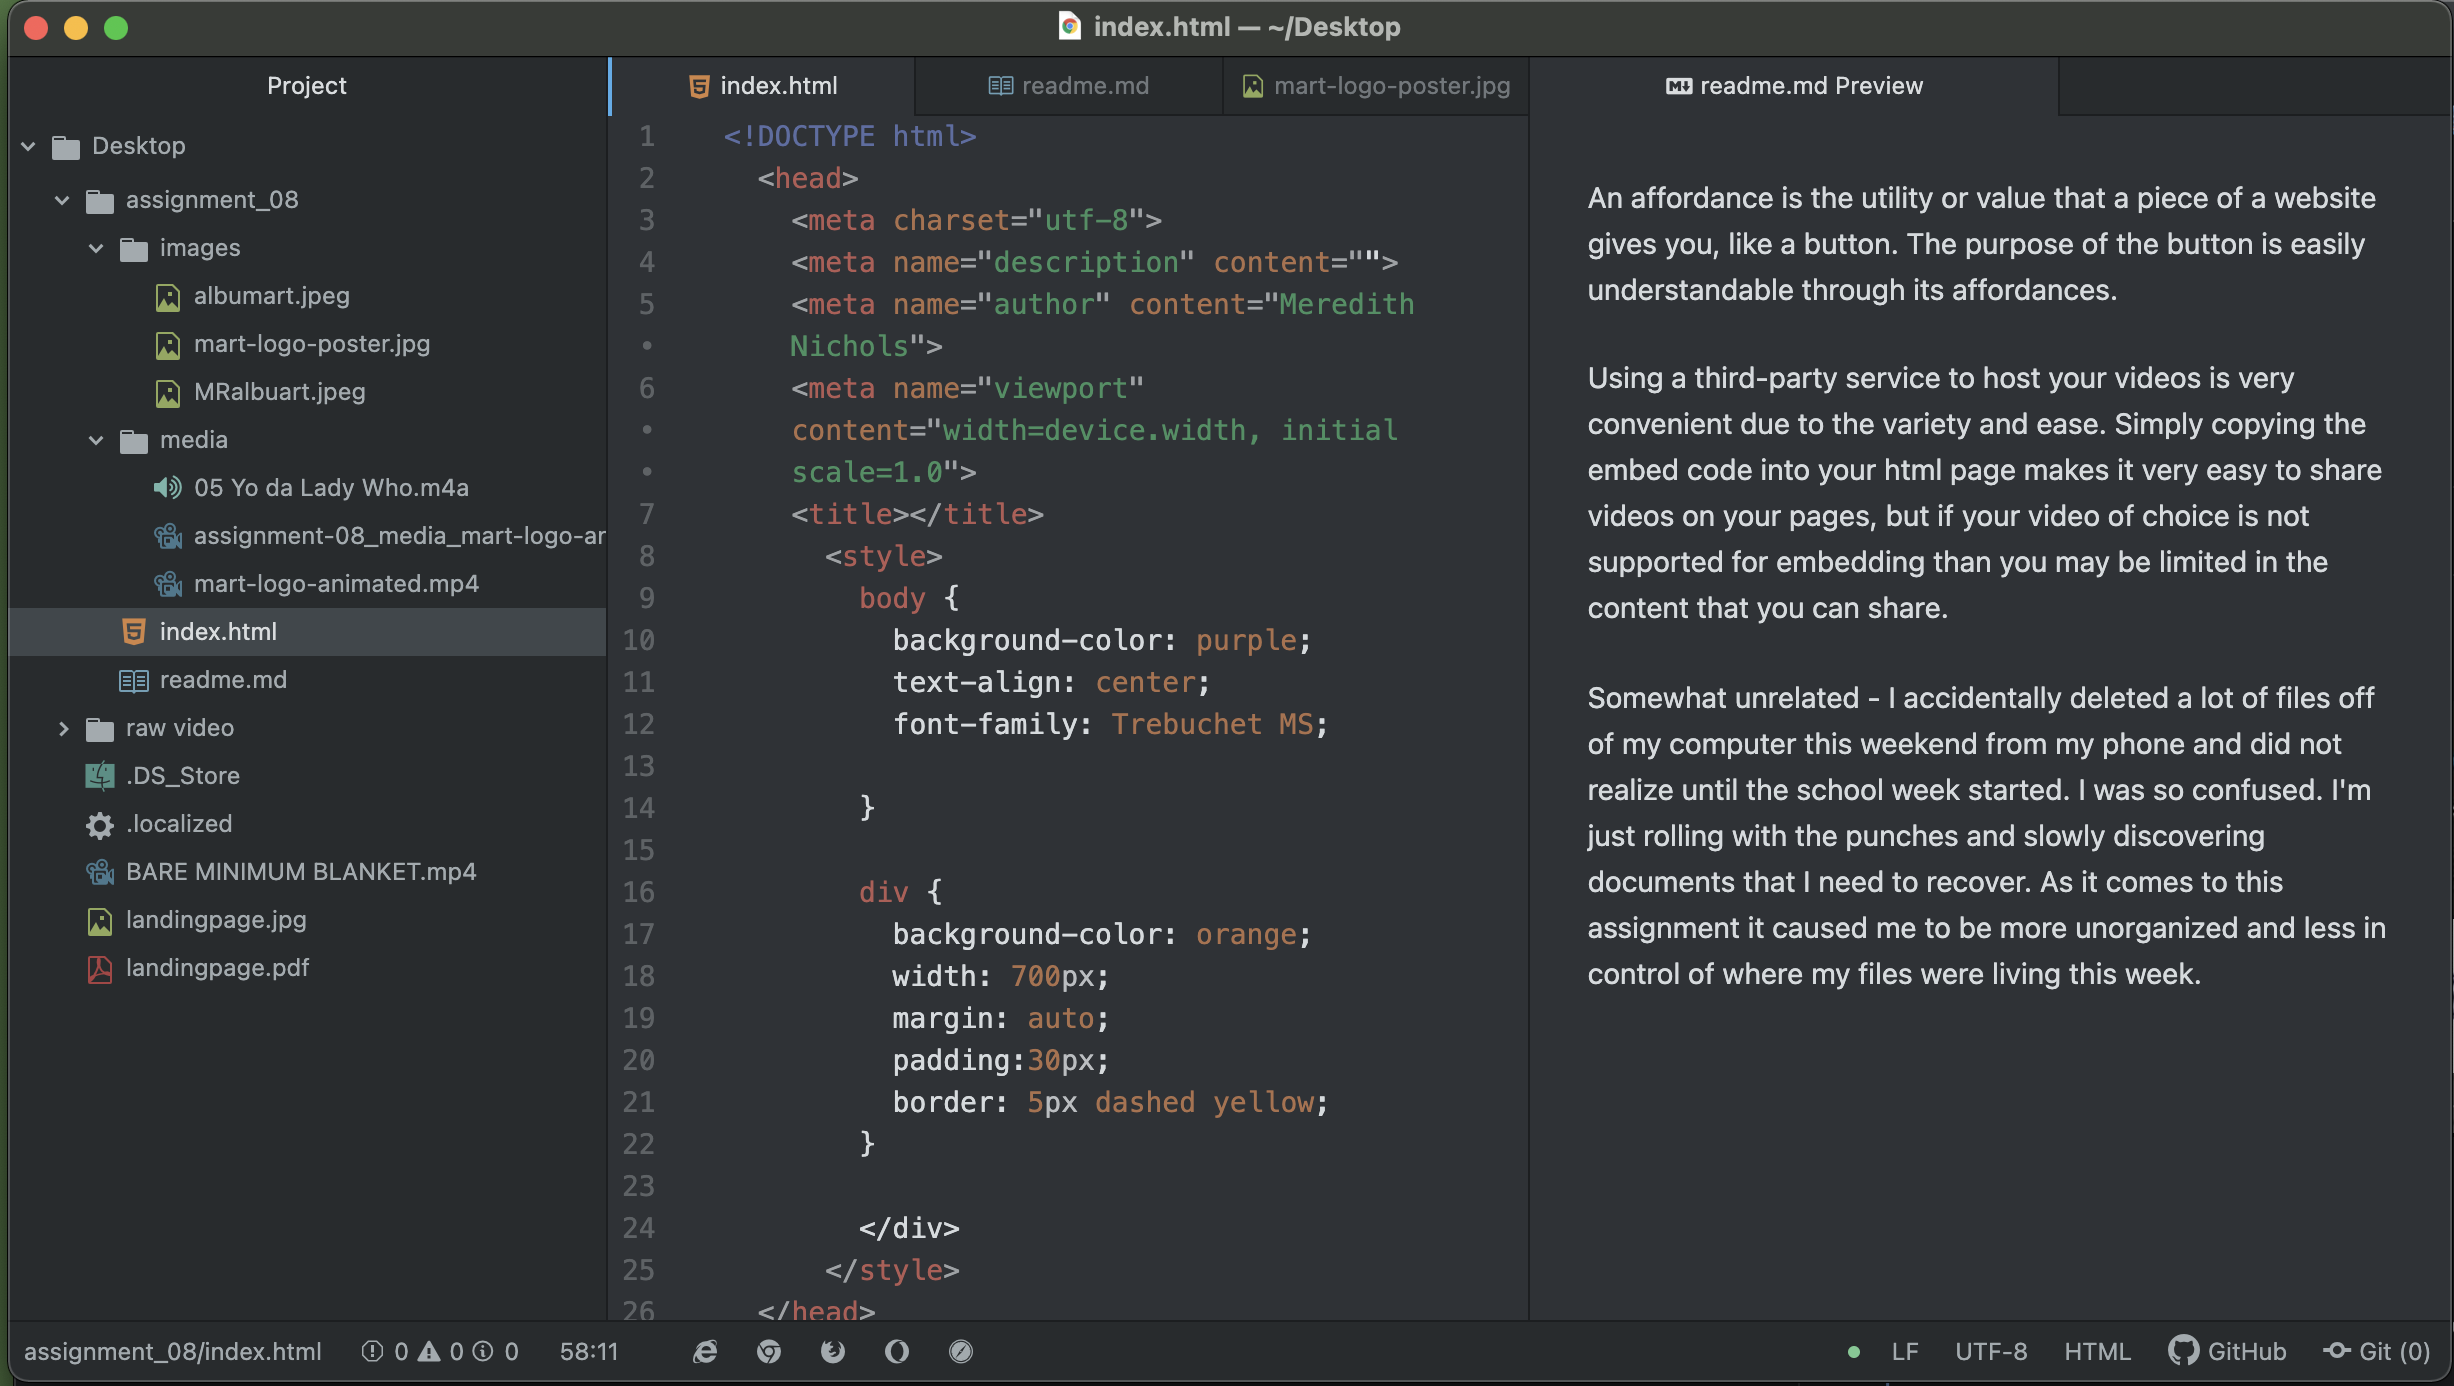 index.html — ~/Desktop
Project
Desktop
assignment_08
images
albumart.jpeg
mart-logo-poster.jpg
MRalbuart.jpeg
media
05 Yo da Lady Who.m4a
assignment-08_media_mart-logo-ar
mart-logo-animated.mp4
index.html
readme.md
raw video
.DS_Store
.localized
BARE MINIMUM BLANKET.mp4
landingpage.jpg
landingpage.pdf
index.html
readme.md
mart-logo-poster.jpg
1 <!DOCTYPE html>
2 <head>
3 <meta charset="utf-8">
4 <meta name="description" content="">
5 <meta name="author" content="Meredith
• Nichols">
6 <meta name="viewport"
• content="width=device.width, initial
• scale=1.0">
7 <title></title>
8 <style>
9 body {
10 background-color: purple;
11 text-align: center;
12 font-family: Trebuchet MS;
13
14 }
15
16 div {
17 background-color: orange;
18 width: 700px;
19 margin: auto;
20 padding:30px;
21 border: 5px dashed yellow;
22 }
23
24 </div>
25 </style>
26 </head>
readme.md Preview
An affordance is the utility or value that a piece of a website
gives you, like a button. The purpose of the button is easily
understandable through its affordances.
Using a third-party service to host your videos is very
convenient due to the variety and ease. Simply copying the
embed code into your html page makes it very easy to share
videos on your pages, but if your video of choice is not
supported for embedding than you may be limited in the
content that you can share.
Somewhat unrelated - I accidentally deleted a lot of files off
of my computer this weekend from my phone and did not
realize until the school week started. I was so confused. I'm
just rolling with the punches and slowly discovering
documents that I need to recover. As it comes to this
assignment it caused me to be more unorganized and less in
control of where my files were living this week.
assignment_08/index.html 0 0 0 58:11 LF UTF-8 HTML GitHub Git (0)